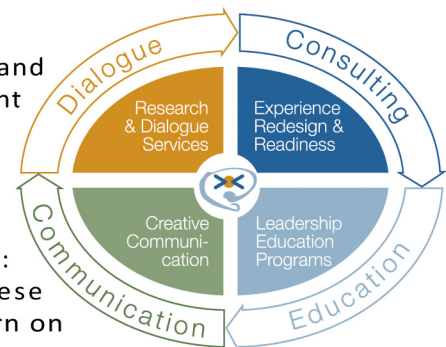 and
nt
:
ese
rn on
Dialogue
Consulting
Research
& Dialogue
Services
Experience
Redesign &
Readiness
Creative
Communi-
cation
Leadership
Education
Programs
Communication
Education